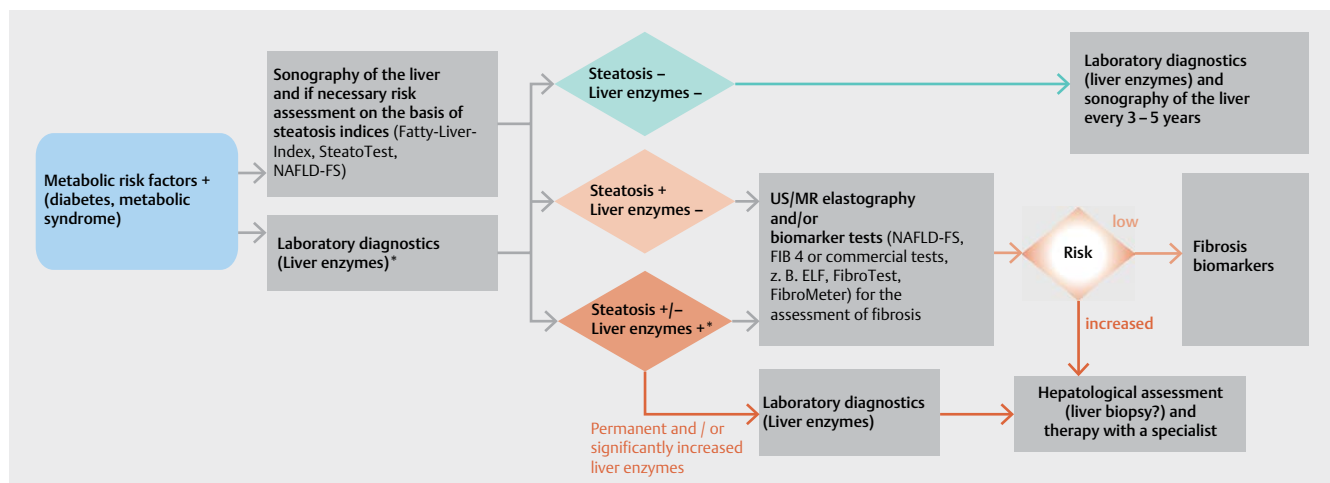 Metabolic risk factors +
(diabetes, metabolic
syndrome)
Sonography of the liver
and if necessary risk
assessment on the basis of
steatosis indices (Fatty-Liver-
Index, SteatoTest,
NAFLD-FS)
Laboratory diagnostics
(Liver enzymes)*
Steatosis –
Liver enzymes –
Steatosis +
Liver enzymes –
Steatosis +/–
Liver enzymes +*
Permanent and / or
significantly increased
liver enzymes
Laboratory diagnostics
(liver enzymes) and
sonography of the liver
every 3 – 5 years
US/MR elastography
and/or
biomarker tests (NAFLD-FS,
FIB 4 or commercial tests,
z. B. ELF, FibroTest,
FibroMeter) for the
assessment of fibrosis
Risk
low
increased
Fibrosis
biomarkers
Laboratory diagnostics
(Liver enzymes)
Hepatological assessment
(liver biopsy?) and
therapy with a specialist